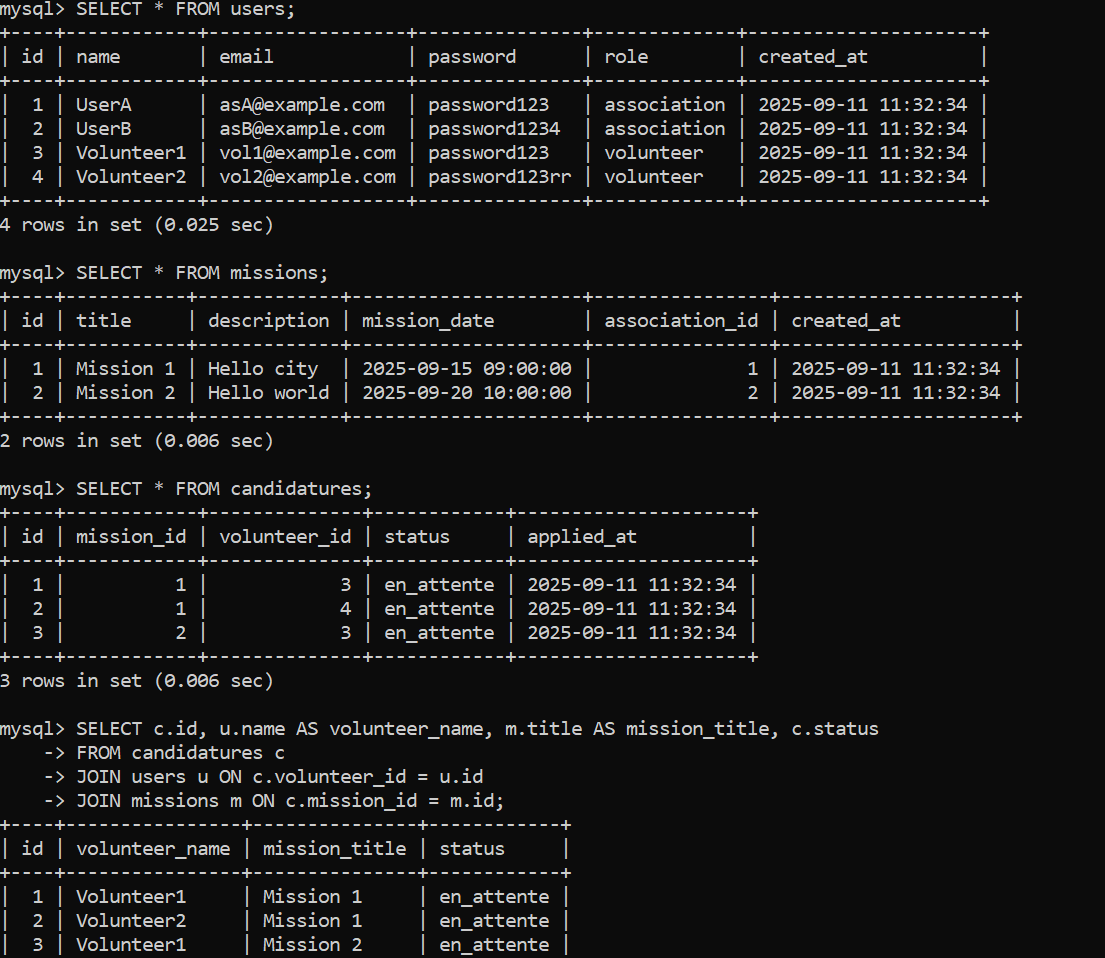 mysql> SELECT * FROM users;
+----+------------+-------------------+---------------+-------------+---------------------+
| id | name       | email             | password      | role        | created_at          |
+----+------------+-------------------+---------------+-------------+---------------------+
|  1 | UserA      | asA@example.com   | password123   | association | 2025-09-11 11:32:34 |
|  2 | UserB      | asB@example.com   | password1234  | association | 2025-09-11 11:32:34 |
|  3 | Volunteer1 | vol1@example.com  | password123   | volunteer   | 2025-09-11 11:32:34 |
|  4 | Volunteer2 | vol2@example.com  | password123rr | volunteer   | 2025-09-11 11:32:34 |
+----+------------+-------------------+---------------+-------------+---------------------+
4 rows in set (0.025 sec)
mysql> SELECT * FROM missions;
+----+-----------+-------------+---------------------+----------------+---------------------+
| id | title     | description | mission_date        | association_id | created_at          |
+----+-----------+-------------+---------------------+----------------+---------------------+
|  1 | Mission 1 | Hello city  | 2025-09-15 09:00:00 |              1 | 2025-09-11 11:32:34 |
|  2 | Mission 2 | Hello world | 2025-09-20 10:00:00 |              2 | 2025-09-11 11:32:34 |
+----+-----------+-------------+---------------------+----------------+---------------------+
2 rows in set (0.006 sec)
mysql> SELECT * FROM candidatures;
+----+------------+--------------+------------+---------------------+
| id | mission_id | volunteer_id | status     | applied_at          |
+----+------------+--------------+------------+---------------------+
|  1 |          1 |            3 | en_attente | 2025-09-11 11:32:34 |
|  2 |          1 |            4 | en_attente | 2025-09-11 11:32:34 |
|  3 |          2 |            3 | en_attente | 2025-09-11 11:32:34 |
+----+------------+--------------+------------+---------------------+
3 rows in set (0.006 sec)
mysql> SELECT c.id, u.name AS volunteer_name, m.title AS mission_title, c.status
    -> FROM candidatures c
    -> JOIN users u ON c.volunteer_id = u.id
    -> JOIN missions m ON c.mission_id = m.id;
+----+----------------+---------------+------------+
| id | volunteer_name | mission_title | status     |
+----+----------------+---------------+------------+
|  1 | Volunteer1     | Mission 1     | en_attente |
|  2 | Volunteer2     | Mission 1     | en_attente |
|  3 | Volunteer1     | Mission 2     | en_attente |